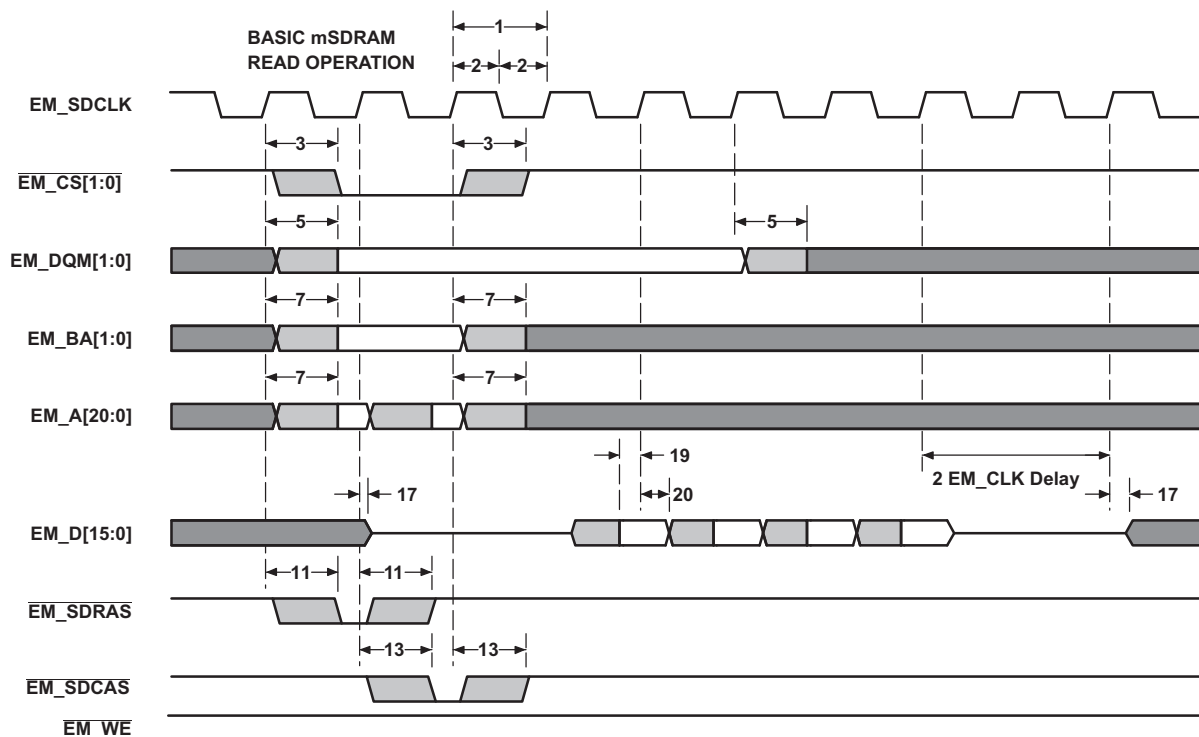 1
BASIC mSDRAM
READ OPERATION
2 2
EM_SDCLK
3 3
EM_CS[1:0]
5 5
EM_DQM[1:0]
7 7
EM_BA[1:0]
7 7
EM_A[20:0]
19
2 EM_CLK Delay
17 20 17
EM_D[15:0]
11 11
EM_SDRAS
13 13
EM_SDCAS
EM_WE